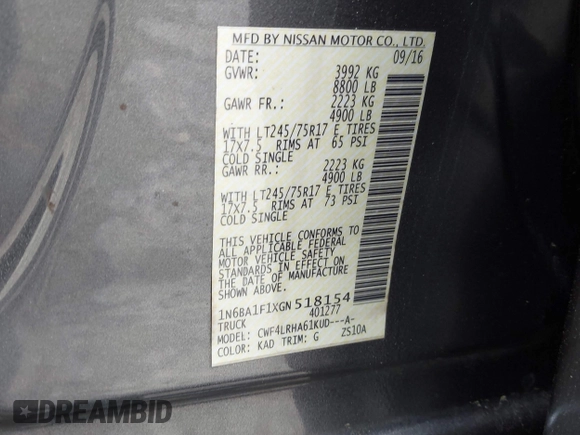 MFD BY NISSAN MOTOR CO., LTD.
DATE: 09/16
GVWR: 3992 KG
8800 LB
GAWR FR.: 2223 KG
4900 LB
WITH LT245/75R17 E TIRES
17X7.5 RIMS AT 65 PSI
COLD SINGLE
GAWR RR.: 2223 KG
4900 LB
WITH LT245/75R17 E TIRES
17X7.5 RIMS AT 73 PSI
COLD SINGLE
THIS VEHICLE CONFORMS TO
ALL APPLICABLE FEDERAL
MOTOR VEHICLE SAFETY
STANDARDS IN EFFECT ON
THE DATE OF MANUFACTURE
SHOWN ABOVE.
1N6BA1F1XGN518154
TRUCK 401277
MODEL: CWF4LRHA61KUD---A-
COLOR: KAD TRIM: G ZS10A
DREAMBID